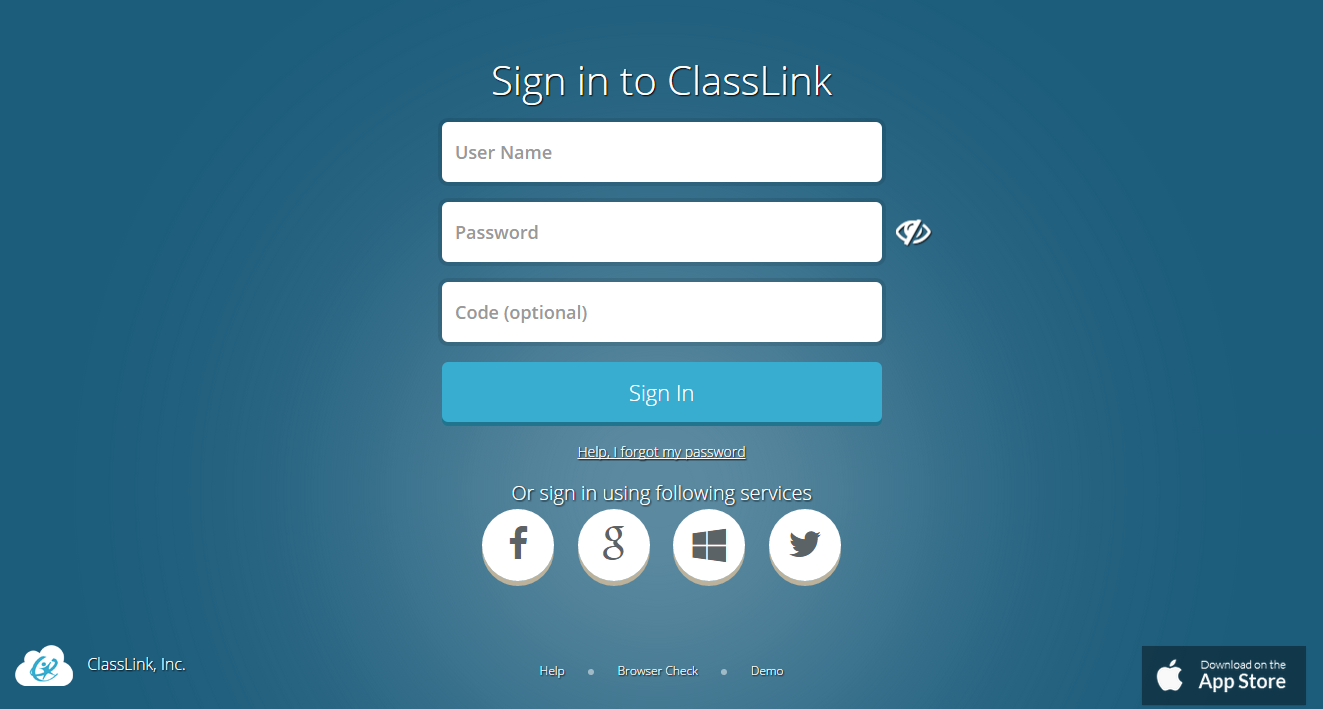 Sign in to ClassLink
User Name
Password
Code (optional)
Sign In
Help, I forgot my password
Or sign in using following services
ClassLink, Inc.
Help • Browser Check • Demo
Download on the
App Store